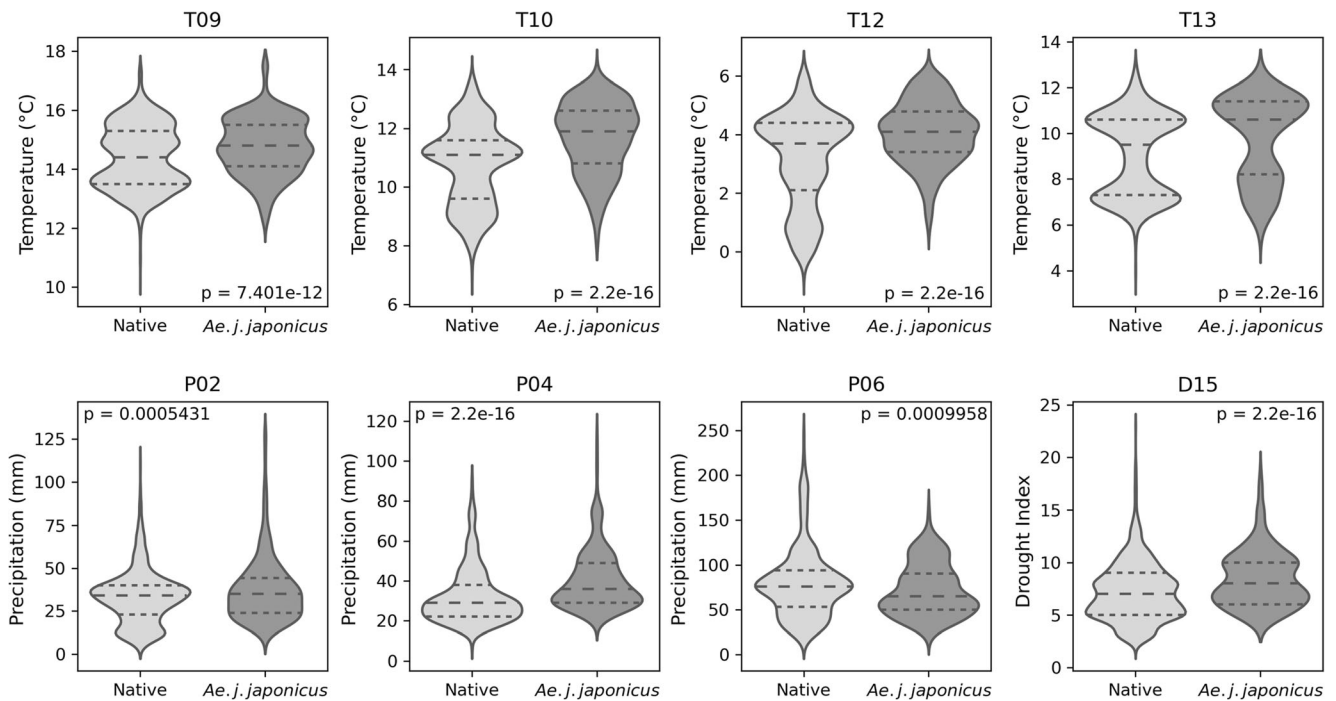 T09
T10
T12
T13
Temperature (°C)
18
16
14
12
10
p = 7.401e-12
Native
Ae. j. japonicus
Temperature (°C)
14
12
10
8
6
p = 2.2e-16
Native
Ae. j. japonicus
Temperature (°C)
6
4
2
0
p = 2.2e-16
Native
Ae. j. japonicus
Temperature (°C)
14
12
10
8
6
4
p = 2.2e-16
Native
Ae. j. japonicus
P02
P04
P06
D15
Precipitation (mm)
125
100
75
50
25
0
p = 0.0005431
Native
Ae. j. japonicus
Precipitation (mm)
120
100
80
60
40
20
0
p = 2.2e-16
Native
Ae. j. japonicus
Precipitation (mm)
250
200
150
100
50
0
p = 0.0009958
Native
Ae. j. japonicus
Drought Index
25
20
15
10
5
0
p = 2.2e-16
Native
Ae. j. japonicus